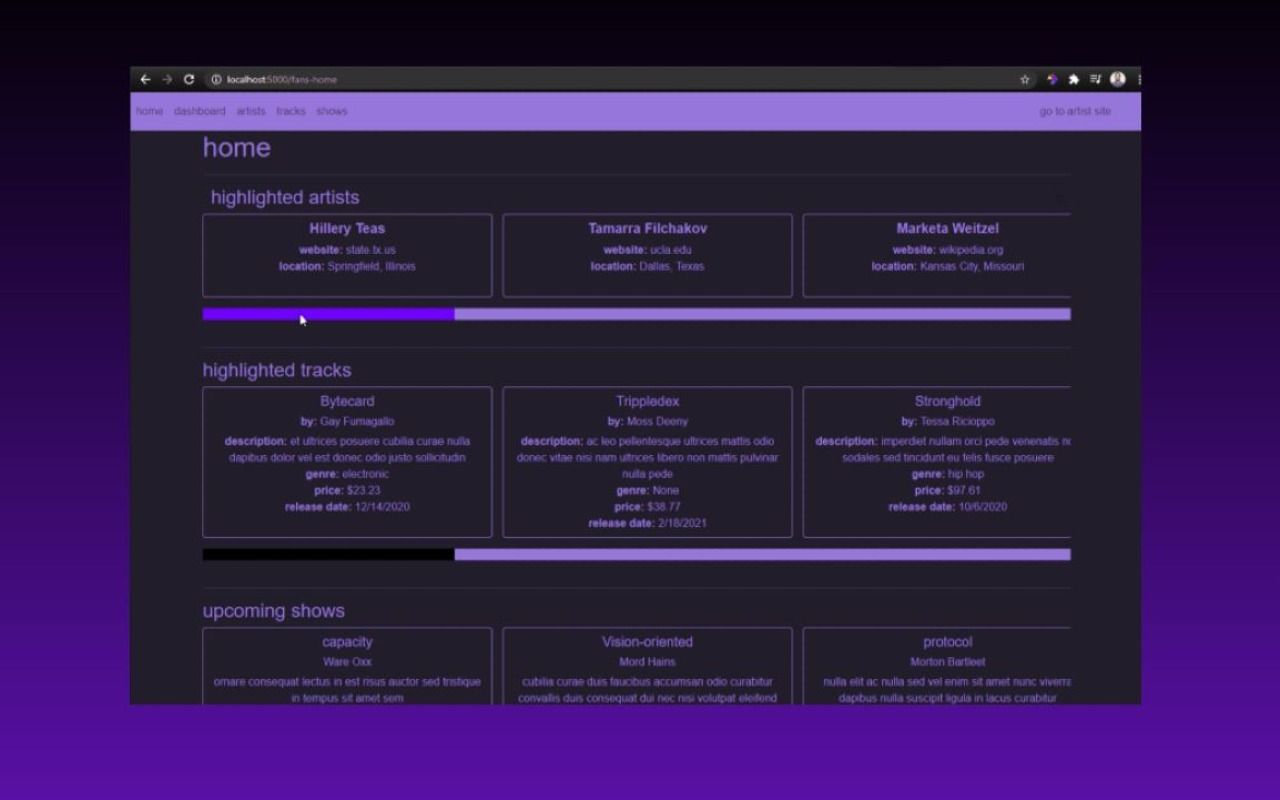 localhost:5000/fans-home
home dashboard artists tracks shows go to artist site
home
highlighted artists
Hillery Teas
website: state.tx.us
location: Springfield, Illinois
Tamarra Filchakov
website: ucla.edu
location: Dallas, Texas
Marketa Weitzel
website: wikipedia.org
location: Kansas City, Missouri
highlighted tracks
Bytecard
by: Gay Fumagallo
description: et ultrices posuere cubilia curae nulla
dapibus dolor vel est donec odio justo sollicitudin
genre: electronic
price: $23.23
release date: 12/14/2020
Trippledex
by: Moss Deeny
description: ac leo pellentesque ultrices mattis odio
donec vitae nisi nam ultrices libero non mattis pulvinar
nulla pede
genre: None
price: $38.77
release date: 2/18/2021
Stronghold
by: Tessa Ricioppo
description: imperdiet nullam orci pede venenatis
sodales sed tincidunt eu felis fusce posuere
genre: hip hop
price: $97.61
release date: 10/6/2020
upcoming shows
capacity
Ware Oxx
ornare consequat lectus in est risus auctor sed tristique
in tempus sit amet sem
Vision-oriented
Mord Hains
cubilia curae duis faucibus accumsan odio curabitur
convallis duis consequat dui nec nisi volutpat eleifend
protocol
Morton Bartleet
nulla elit ac nulla sed vel enim sit amet nunc viverra
dapibus nulla suscipit ligula in lacus curabitur